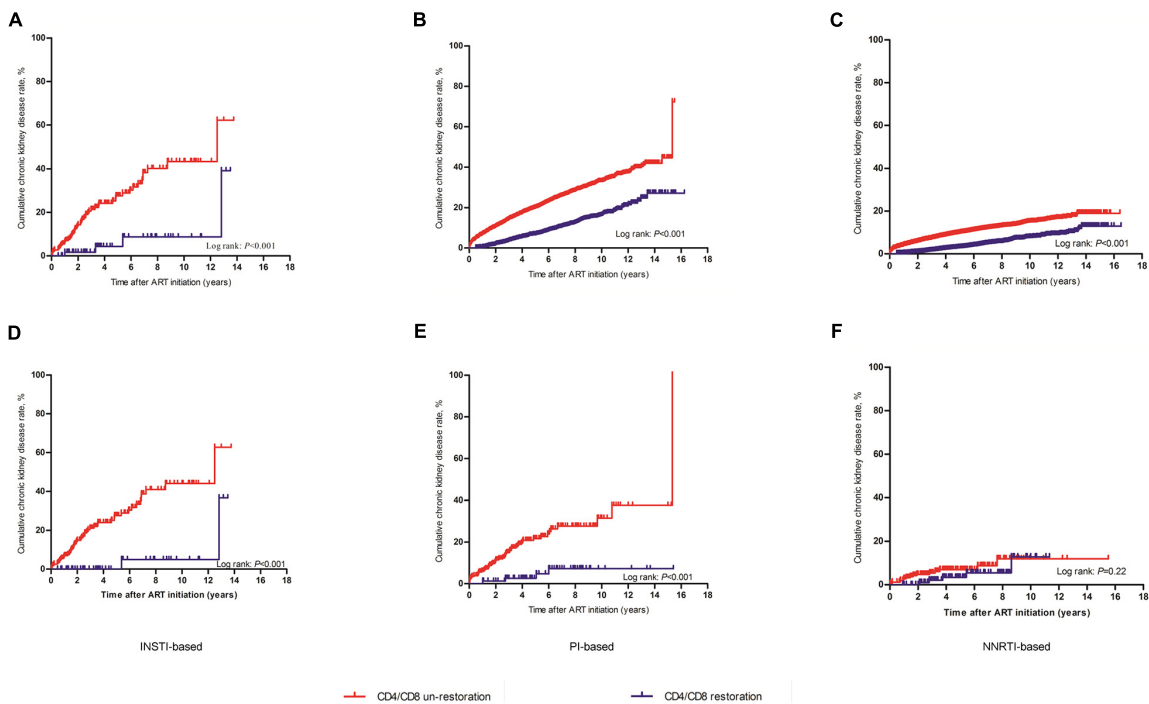 A
Cumulative chronic kidney disease rate, %
100
80
60
40
20
0
Log rank: P<0.001
0 2 4 6 8 10 12 14 16 18
Time after ART initiation (years)
B
Cumulative chronic kidney disease rate, %
100
80
60
40
20
0
Log rank: P<0.001
0 2 4 6 8 10 12 14 16 18
Time after ART initiation (years)
C
Cumulative chronic kidney disease rate, %
100
80
60
40
20
0
Log rank: P<0.001
0 2 4 6 8 10 12 14 16 18
Time after ART initiation (years)
D
Cumulative chronic kidney disease rate, %
100
80
60
40
20
0
Log rank: P<0.001
0 2 4 6 8 10 12 14 16 18
Time after ART initiation (years)
E
Cumulative chronic kidney disease rate, %
100
80
60
40
20
0
Log rank: P<0.001
0 2 4 6 8 10 12 14 16 18
Time after ART initiation (years)
F
Cumulative chronic kidney disease rate, %
100
80
60
40
20
0
Log rank: P=0.22
0 2 4 6 8 10 12 14 16 18
Time after ART initiation (years)
INSTI-based
PI-based
NNRTI-based
CD4/CD8 un-restoration
CD4/CD8 restoration